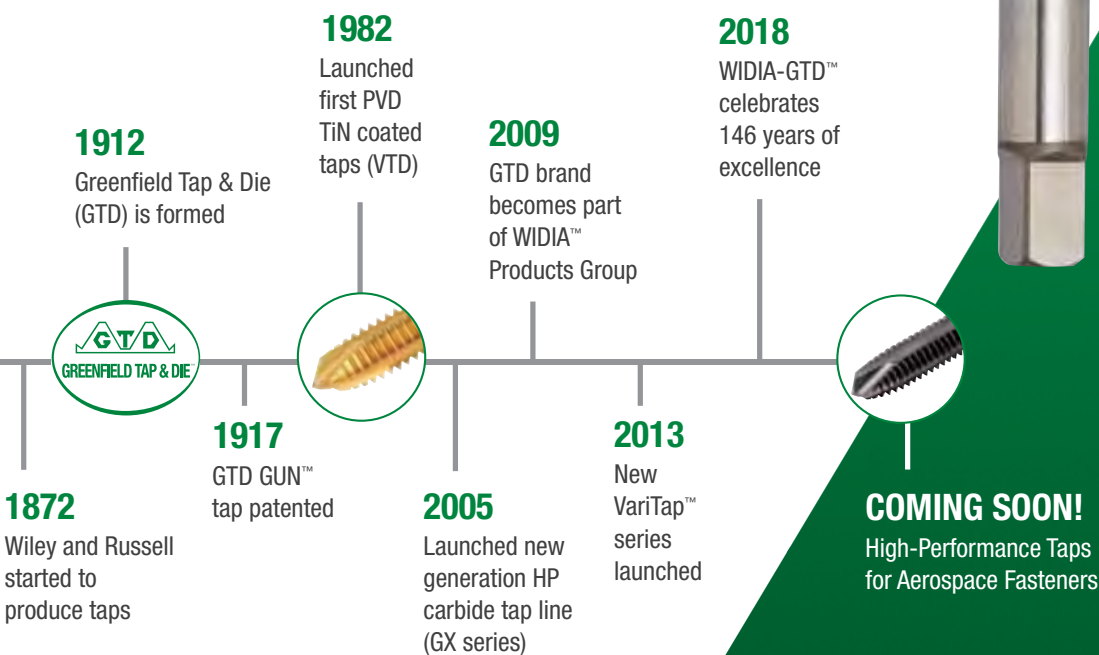 1872
Wiley and Russell
started to
produce taps
1912
Greenfield Tap & Die
(GTD) is formed
GTD
GREENFIELD TAP & DIE™
1917
GTD GUN™
tap patented
1982
Launched
first PVD
TiN coated
taps (VTD)
2005
Launched new
generation HP
carbide tap line
(GX series)
2009
GTD brand
becomes part
of WIDIA™
Products Group
2013
New
VariTap™
series
launched
2018
WIDIA-GTD™
celebrates
146 years of
excellence
COMING SOON!
High-Performance Taps
for Aerospace Fasteners